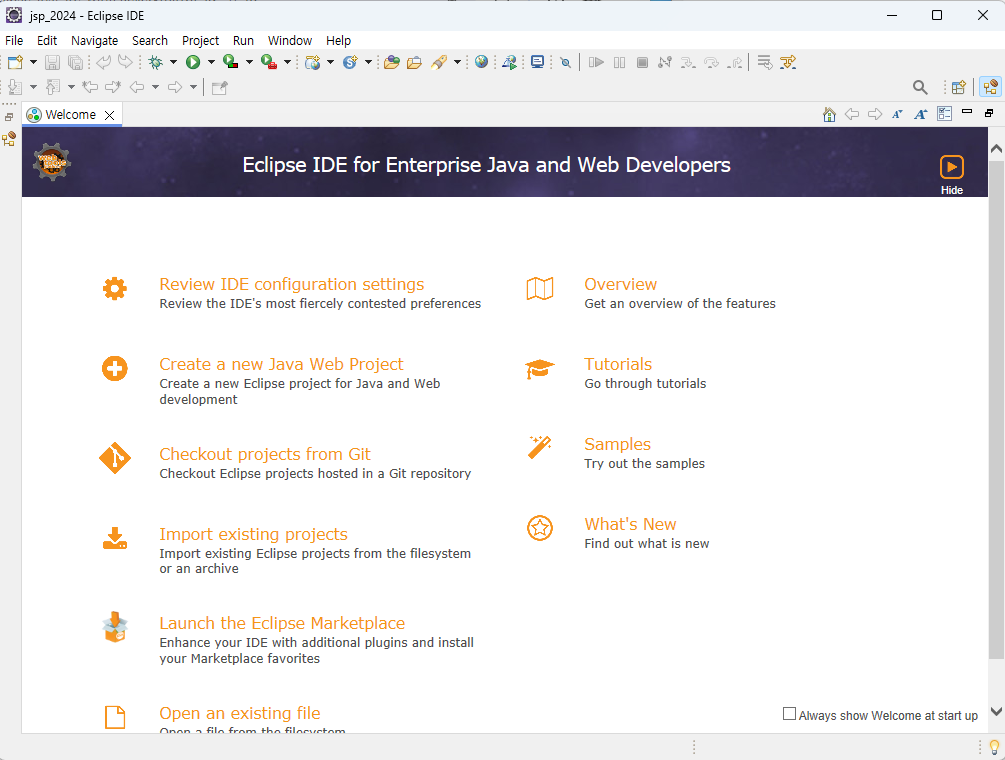 jsp_2024 - Eclipse IDE
File Edit Navigate Search Project Run Window Help
Welcome
Eclipse IDE for Enterprise Java and Web Developers
Hide
Review IDE configuration settings
Review the IDE's most fiercely contested preferences
Create a new Java Web Project
Create a new Eclipse project for Java and Web
development
Checkout projects from Git
Checkout Eclipse projects hosted in a Git repository
Import existing projects
Import existing Eclipse projects from the filesystem
or an archive
Launch the Eclipse Marketplace
Enhance your IDE with additional plugins and install
your Marketplace favorites
Open an existing file
Open a file from the filesystem
Overview
Get an overview of the features
Tutorials
Go through tutorials
Samples
Try out the samples
What's New
Find out what is new
Always show Welcome at start up